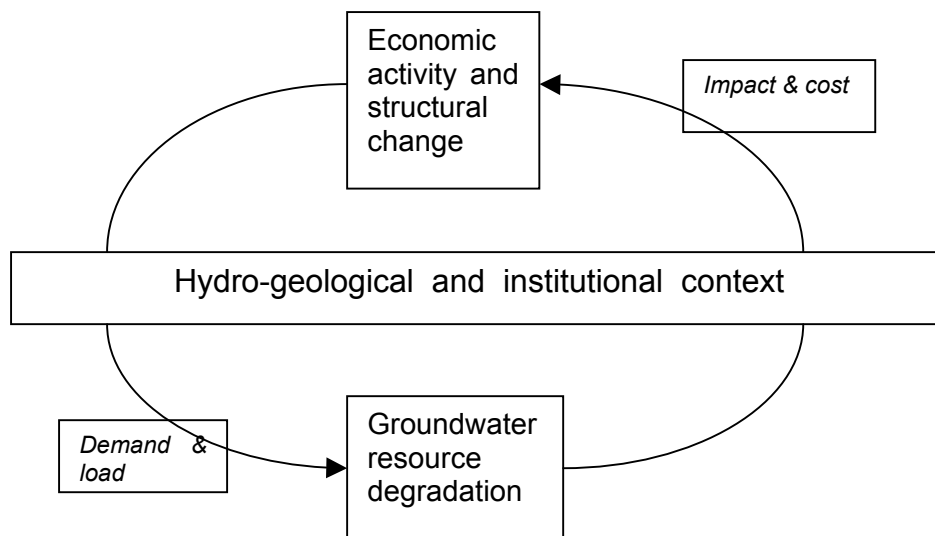 Economic
activity and
structural
change
Impact & cost
Hydro-geological and institutional context
Demand &
load
Groundwater
resource
degradation